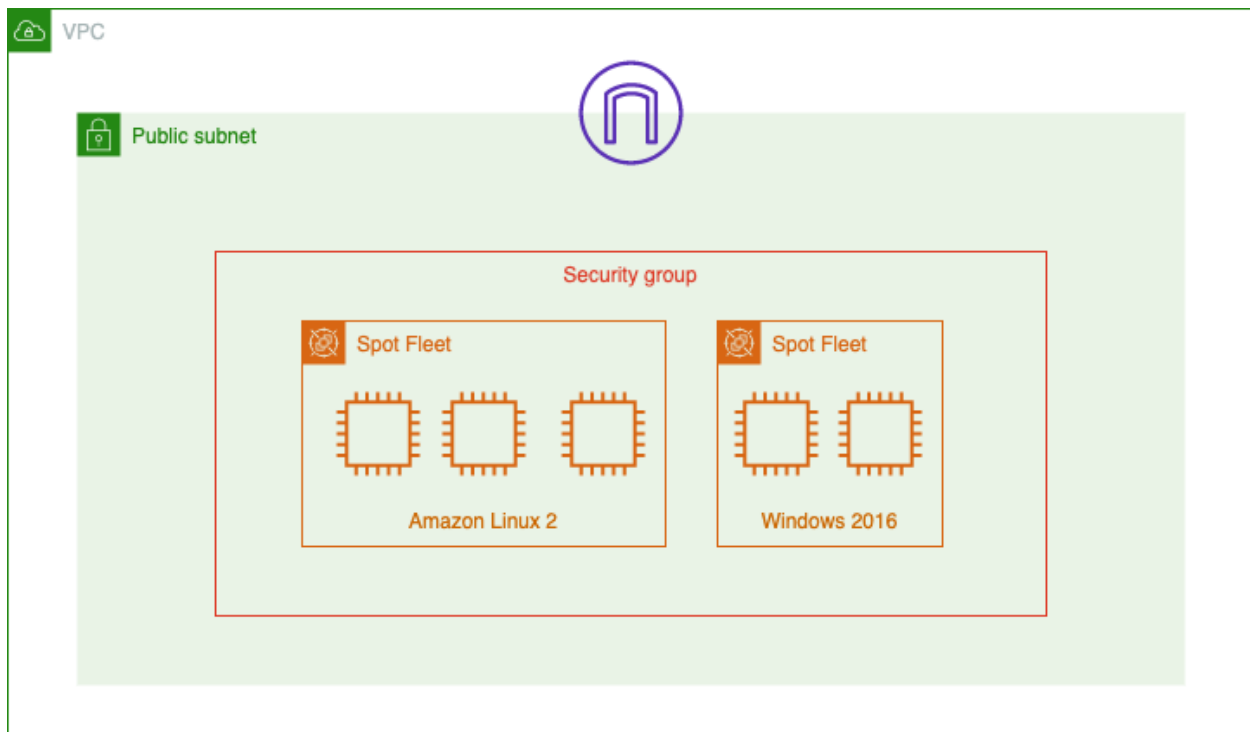 VPC
Public subnet
Security group
Spot Fleet
Spot Fleet
Amazon Linux 2
Windows 2016